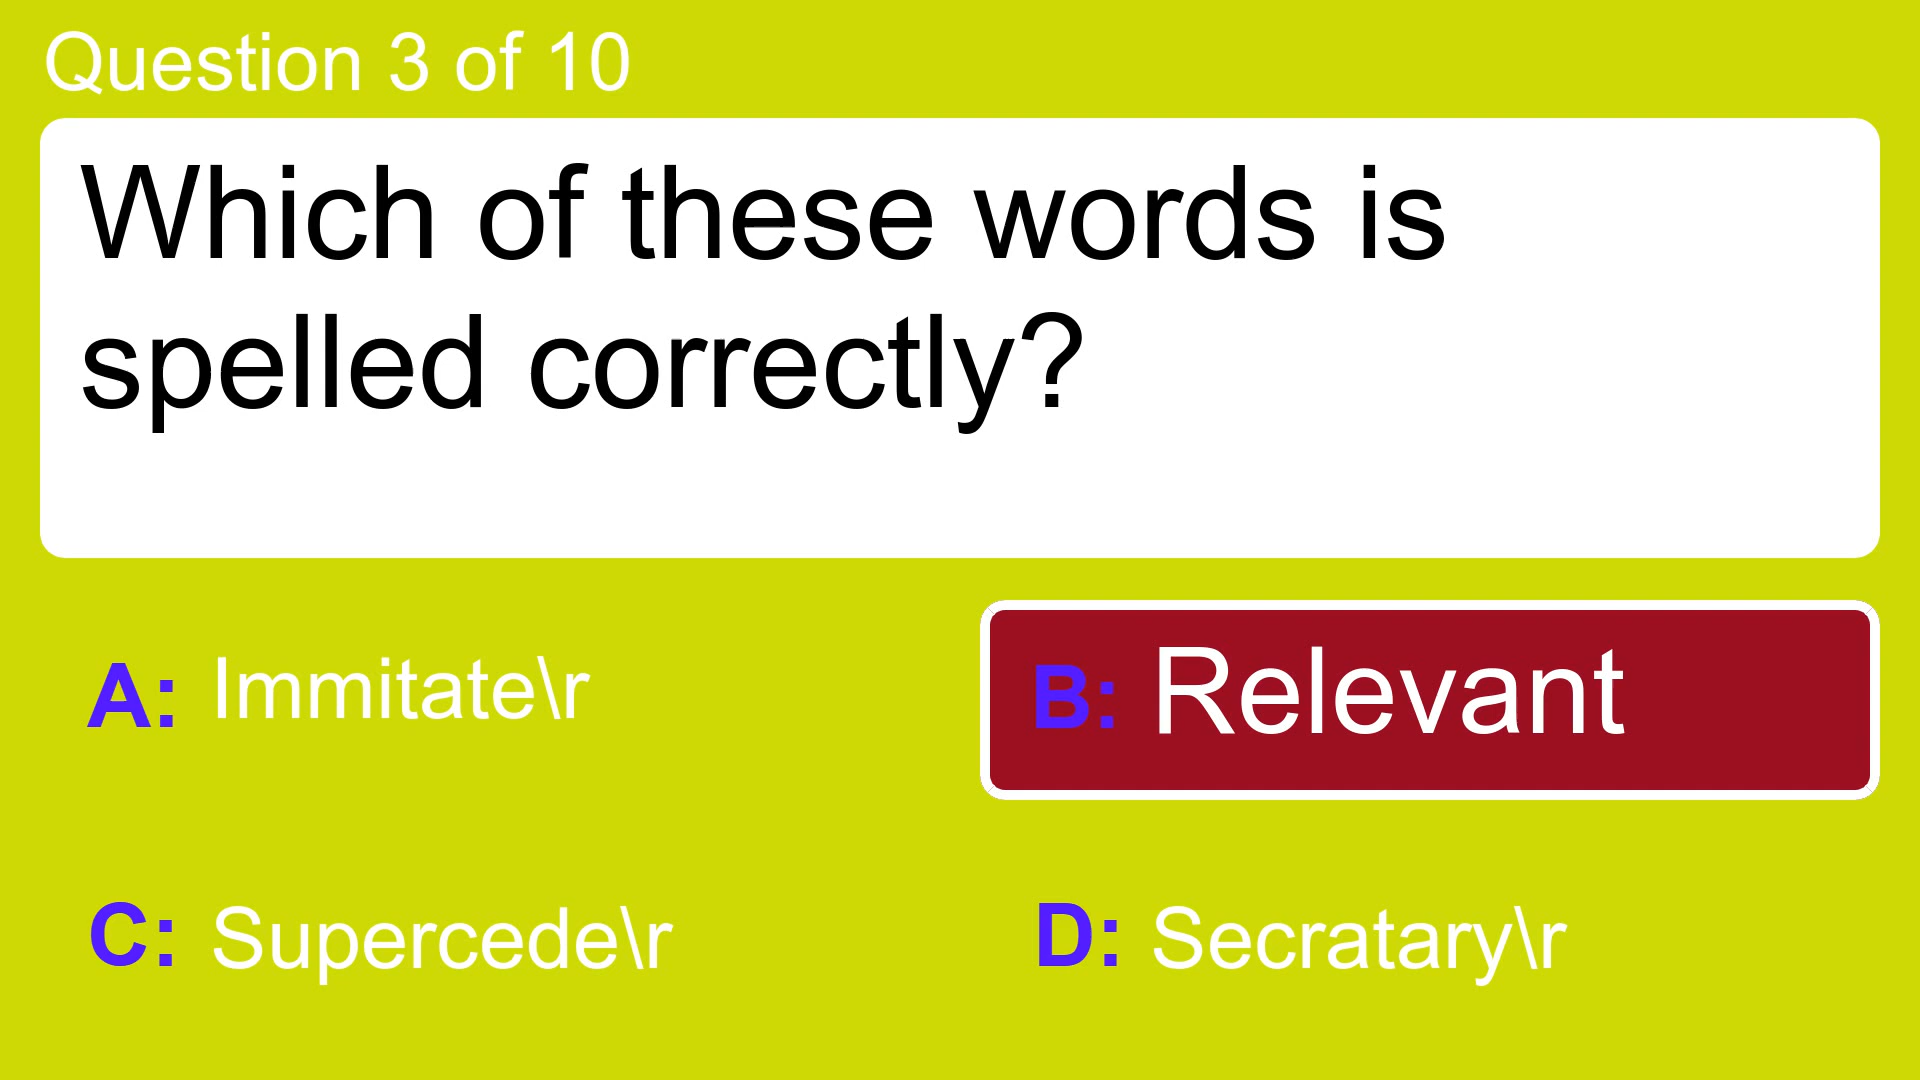 Question 3 of 10
Which of these words is
spelled correctly?
A: Immitate\r
B: Relevant
C: Supercede\r
D: Secratary\r